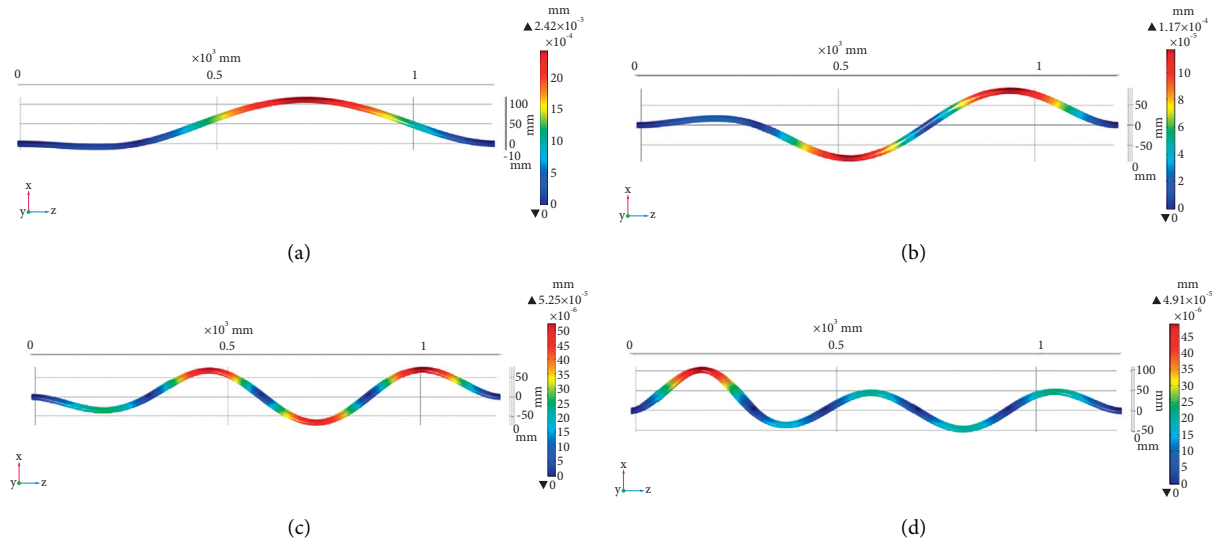 mm
▲ 2.42×10⁻³
×10⁻⁴
×10³ mm
0 0.5 1
20
15
10
5
0
▼ 0
100
50
0
-10
mm
x
y z
(a)
mm
▲ 1.17×10⁻⁴
×10⁻⁵
×10³ mm
0 0.5 1
10
8
6
4
2
0
▼ 0
50
0
-50
0
mm
x
y z
(b)
mm
▲ 5.25×10⁻⁵
×10⁻⁶
×10³ mm
0 0.5 1
50
45
40
35
30
25
20
15
10
5
0
▼ 0
50
0
-50
0
mm
mm
x
y z
(c)
mm
▲ 4.91×10⁻⁵
×10⁻⁶
×10³ mm
0 0.5 1
45
40
35
30
25
20
15
10
5
0
▼ 0
100
50
0
-50
0
mm
mm
x
y z
(d)